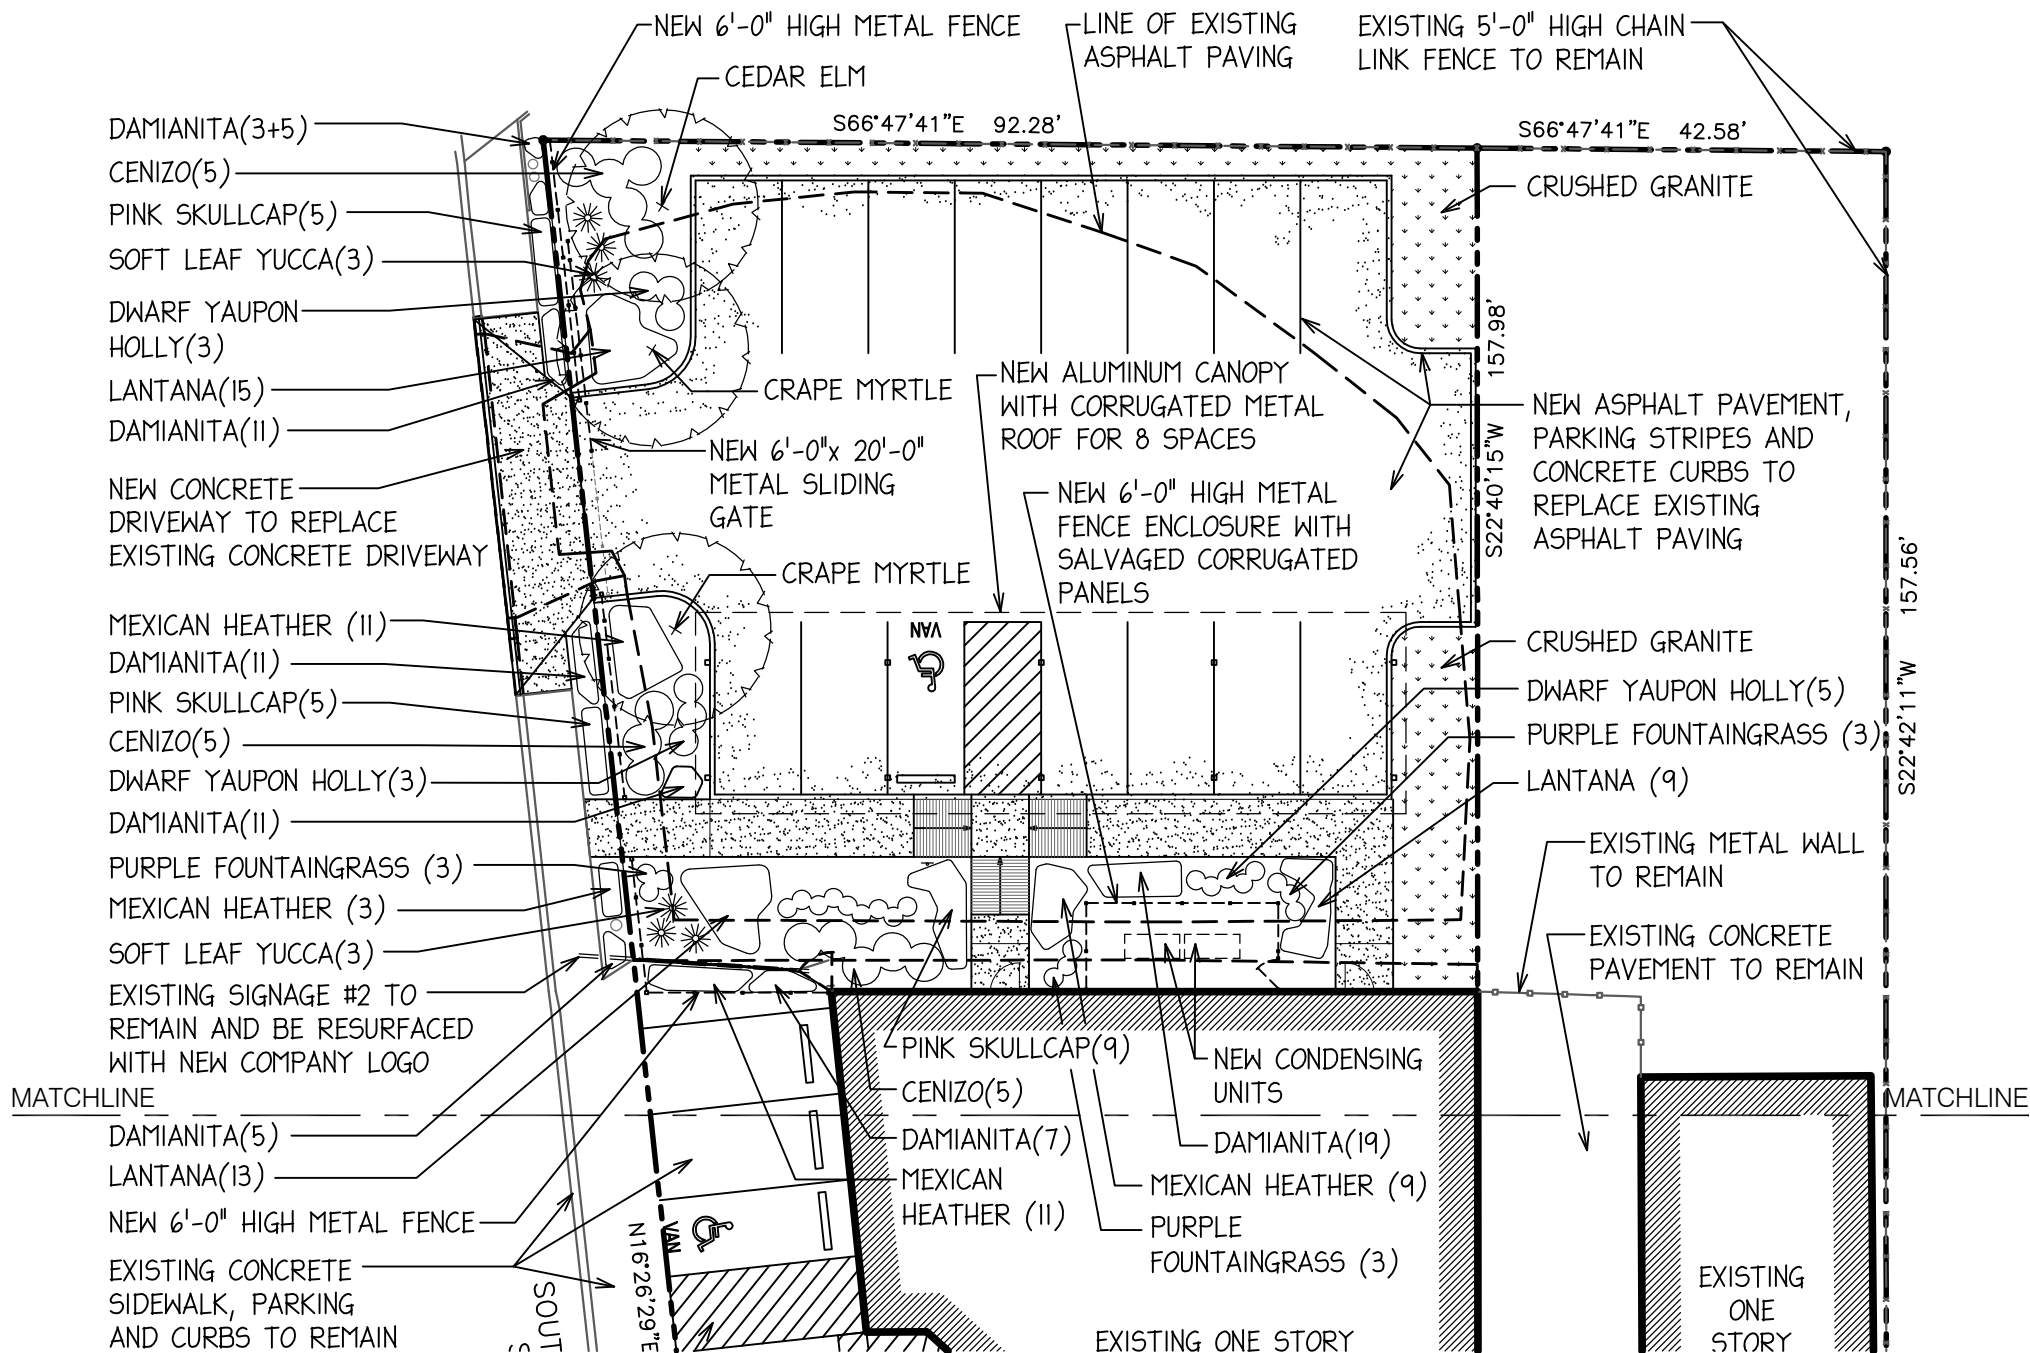 NEW 6'-0" HIGH METAL FENCE
LINE OF EXISTING
ASPHALT PAVING
EXISTING 5'-0" HIGH CHAIN
LINK FENCE TO REMAIN
CEDAR ELM
S66°47'41"E 92.28'
S66°47'41"E 42.58'
DAMIANITA(3+5)
CENIZO(5)
PINK SKULLCAP(5)
SOFT LEAF YUCCA(3)
DWARF YAUPON
HOLLY(3)
LANTANA(15)
DAMIANITA(11)
NEW CONCRETE
DRIVEWAY TO REPLACE
EXISTING CONCRETE DRIVEWAY
MEXICAN HEATHER (11)
DAMIANITA(11)
PINK SKULLCAP(5)
CENIZO(5)
DWARF YAUPON HOLLY(3)
DAMIANITA(11)
PURPLE FOUNTAINGRASS (3)
MEXICAN HEATHER (3)
SOFT LEAF YUCCA(3)
EXISTING SIGNAGE #2 TO
REMAIN AND BE RESURFACED
WITH NEW COMPANY LOGO
MATCHLINE
DAMIANITA(5)
LANTANA(13)
NEW 6'-0" HIGH METAL FENCE
EXISTING CONCRETE
SIDEWALK, PARKING
AND CURBS TO REMAIN
CRAPE MYRTLE
NEW 6'-0"x 20'-0"
METAL SLIDING
GATE
CRAPE MYRTLE
NEW ALUMINUM CANOPY
WITH CORRUGATED METAL
ROOF FOR 8 SPACES
NEW 6'-0" HIGH METAL
FENCE ENCLOSURE WITH
SALVAGED CORRUGATED
PANELS
VAN
CRUSHED GRANITE
S22°40'15"W 157.98'
NEW ASPHALT PAVEMENT,
PARKING STRIPES AND
CONCRETE CURBS TO
REPLACE EXISTING
ASPHALT PAVING
CRUSHED GRANITE
DWARF YAUPON HOLLY(5)
PURPLE FOUNTAINGRASS (3)
LANTANA (9)
S22°42'11"W 157.56'
EXISTING METAL WALL
TO REMAIN
EXISTING CONCRETE
PAVEMENT TO REMAIN
PINK SKULLCAP(9)
CENIZO(5)
DAMIANITA(7)
MEXICAN
HEATHER (11)
NEW CONDENSING
UNITS
DAMIANITA(19)
MEXICAN HEATHER (9)
PURPLE
FOUNTAINGRASS (3)
MATCHLINE
VAN
N16°26'29"E
SOUT
S
EXISTING ONE STORY
EXISTING
ONE
STORY